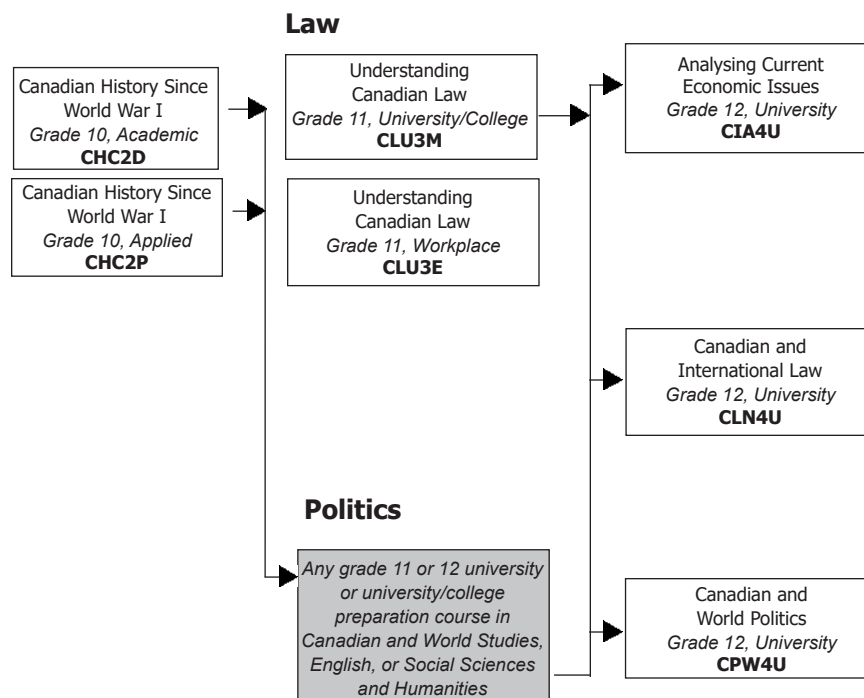 Law
Canadian History Since
World War I
Grade 10, Academic
CHC2D
Canadian History Since
World War I
Grade 10, Applied
CHC2P
Understanding
Canadian Law
Grade 11, University/College
CLU3M
Understanding
Canadian Law
Grade 11, Workplace
CLU3E
Analysing Current
Economic Issues
Grade 12, University
CIA4U
Canadian and
International Law
Grade 12, University
CLN4U
Politics
Any grade 11 or 12 university
or university/college
preparation course in
Canadian and World Studies,
English, or Social Sciences
and Humanities
Canadian and
World Politics
Grade 12, University
CPW4U